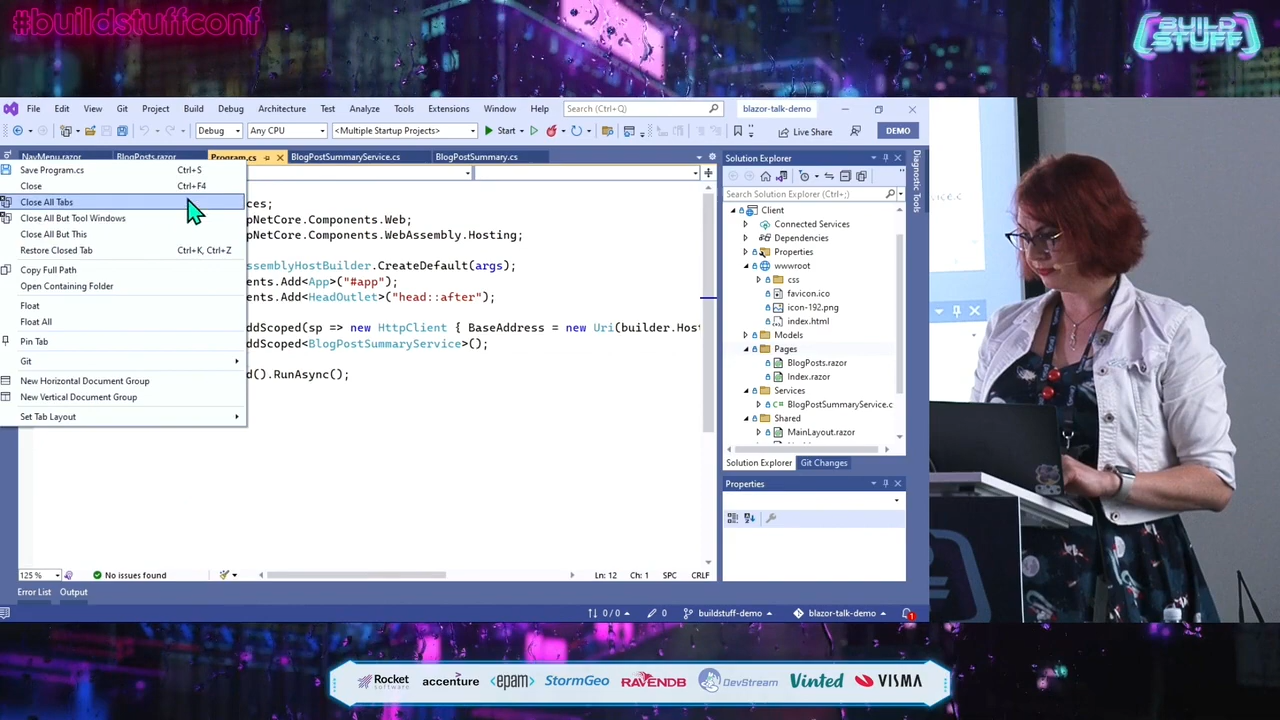 #buildstuffconf
BUILD STUFF
File Edit View Git Project Build Debug Architecture Test Analyze Tools Extensions Window Help Search (Ctrl+Q) blazor-talk-demo
Debug Any CPU <Multiple Startup Projects> Start Live Share DEMO
NavMenu.razor BlogPosts.razor Program.cs BlogPostSummaryService.cs BlogPostSummary.cs
Save Program.cs Ctrl+S
Close Ctrl+F4
Close All Tabs
Close All But Tool Windows
Close All But This
Restore Closed Tab Ctrl+K, Ctrl+Z
Copy Full Path
Open Containing Folder
Float
Float All
Pin Tab
Git
New Horizontal Document Group
New Vertical Document Group
Set Tab Layout
ces;
pNetCore.Components.Web;
pNetCore.Components.WebAssembly.Hosting;
ssemblyHostBuilder.CreateDefault(args);
ents.Add<App>("#app");
ents.Add<HeadOutlet>("head::after");
ddScoped(sp => new HttpClient { BaseAddress = new Uri(builder.Host
ddScoped<BlogPostSummaryService>();
d().RunAsync();
125 % No issues found Ln: 12 Ch: 1 SPC CRLF
Error List Output
Solution Explorer
Search Solution Explorer (Ctrl+;)
Client
Connected Services
Dependencies
Properties
wwwroot
css
favicon.ico
icon-192.png
index.html
Models
Pages
BlogPosts.razor
Index.razor
Services
C# BlogPostSummaryService.c
Shared
MainLayout.razor
Solution Explorer Git Changes
Properties
Diagnostic Tools
0 / 0 0 buildstuff-demo blazor-talk-demo 1
Rocket software accenture <epam> StormGeo RAVENDB DevStream Vinted VISMA